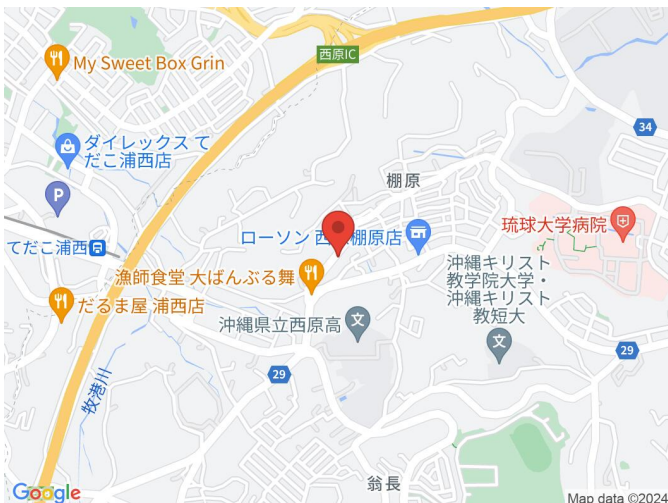 西原IC
My Sweet Box Grin
34
ダイレックス て
だこ浦西店
P
棚原
琉球大学病院
てだこ浦西
ローソン 西原棚原店
漁師食堂 大ばんぶる舞
沖縄キリスト
教学院大学・
沖縄キリスト
教短大
だるま屋 浦西店
沖縄県立西原高
文
文
29
29
牧港川
翁長
Google
Map data ©2024